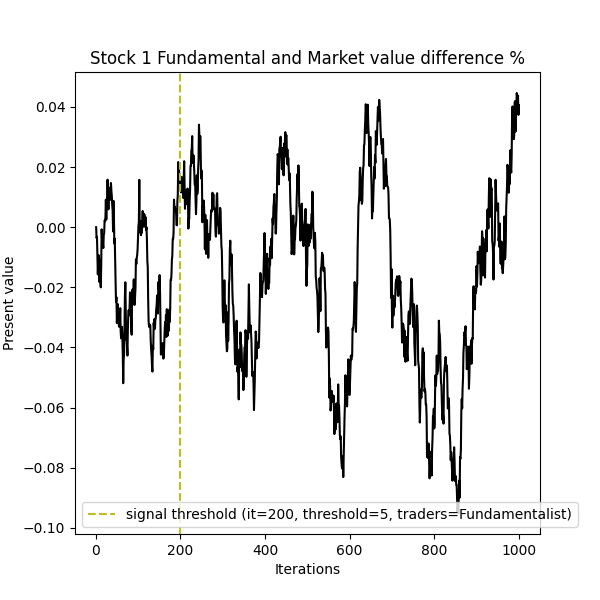 Stock 1 Fundamental and Market value difference %
Present value
0.04
0.02
0.00
−0.02
−0.04
−0.06
−0.08
−0.10
signal threshold (it=200, threshold=5, traders=Fundamentalist)
0 200 400 600 800 1000
Iterations